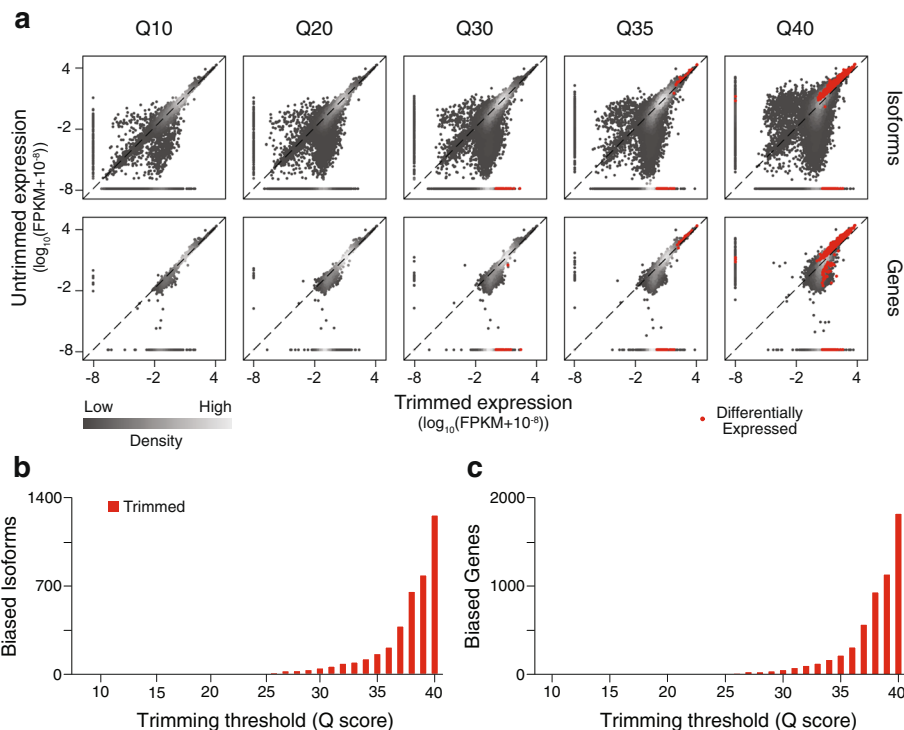 a
Q10 Q20 Q30 Q35 Q40
4
-2
-8
Isoforms
Untrimmed expression
(log10(FPKM+10-8))
4
-2
-8
Genes
-8 -2 4 -8 -2 4 -8 -2 4 -8 -2 4 -8 -2 4
Trimmed expression
(log10(FPKM+10-8))
Low High
Density
Differentially
Expressed
b
1400
700
0
Biased Isoforms
Trimmed
10 15 20 25 30 35 40
Trimming threshold (Q score)
c
2000
1000
0
Biased Genes
10 15 20 25 30 35 40
Trimming threshold (Q score)